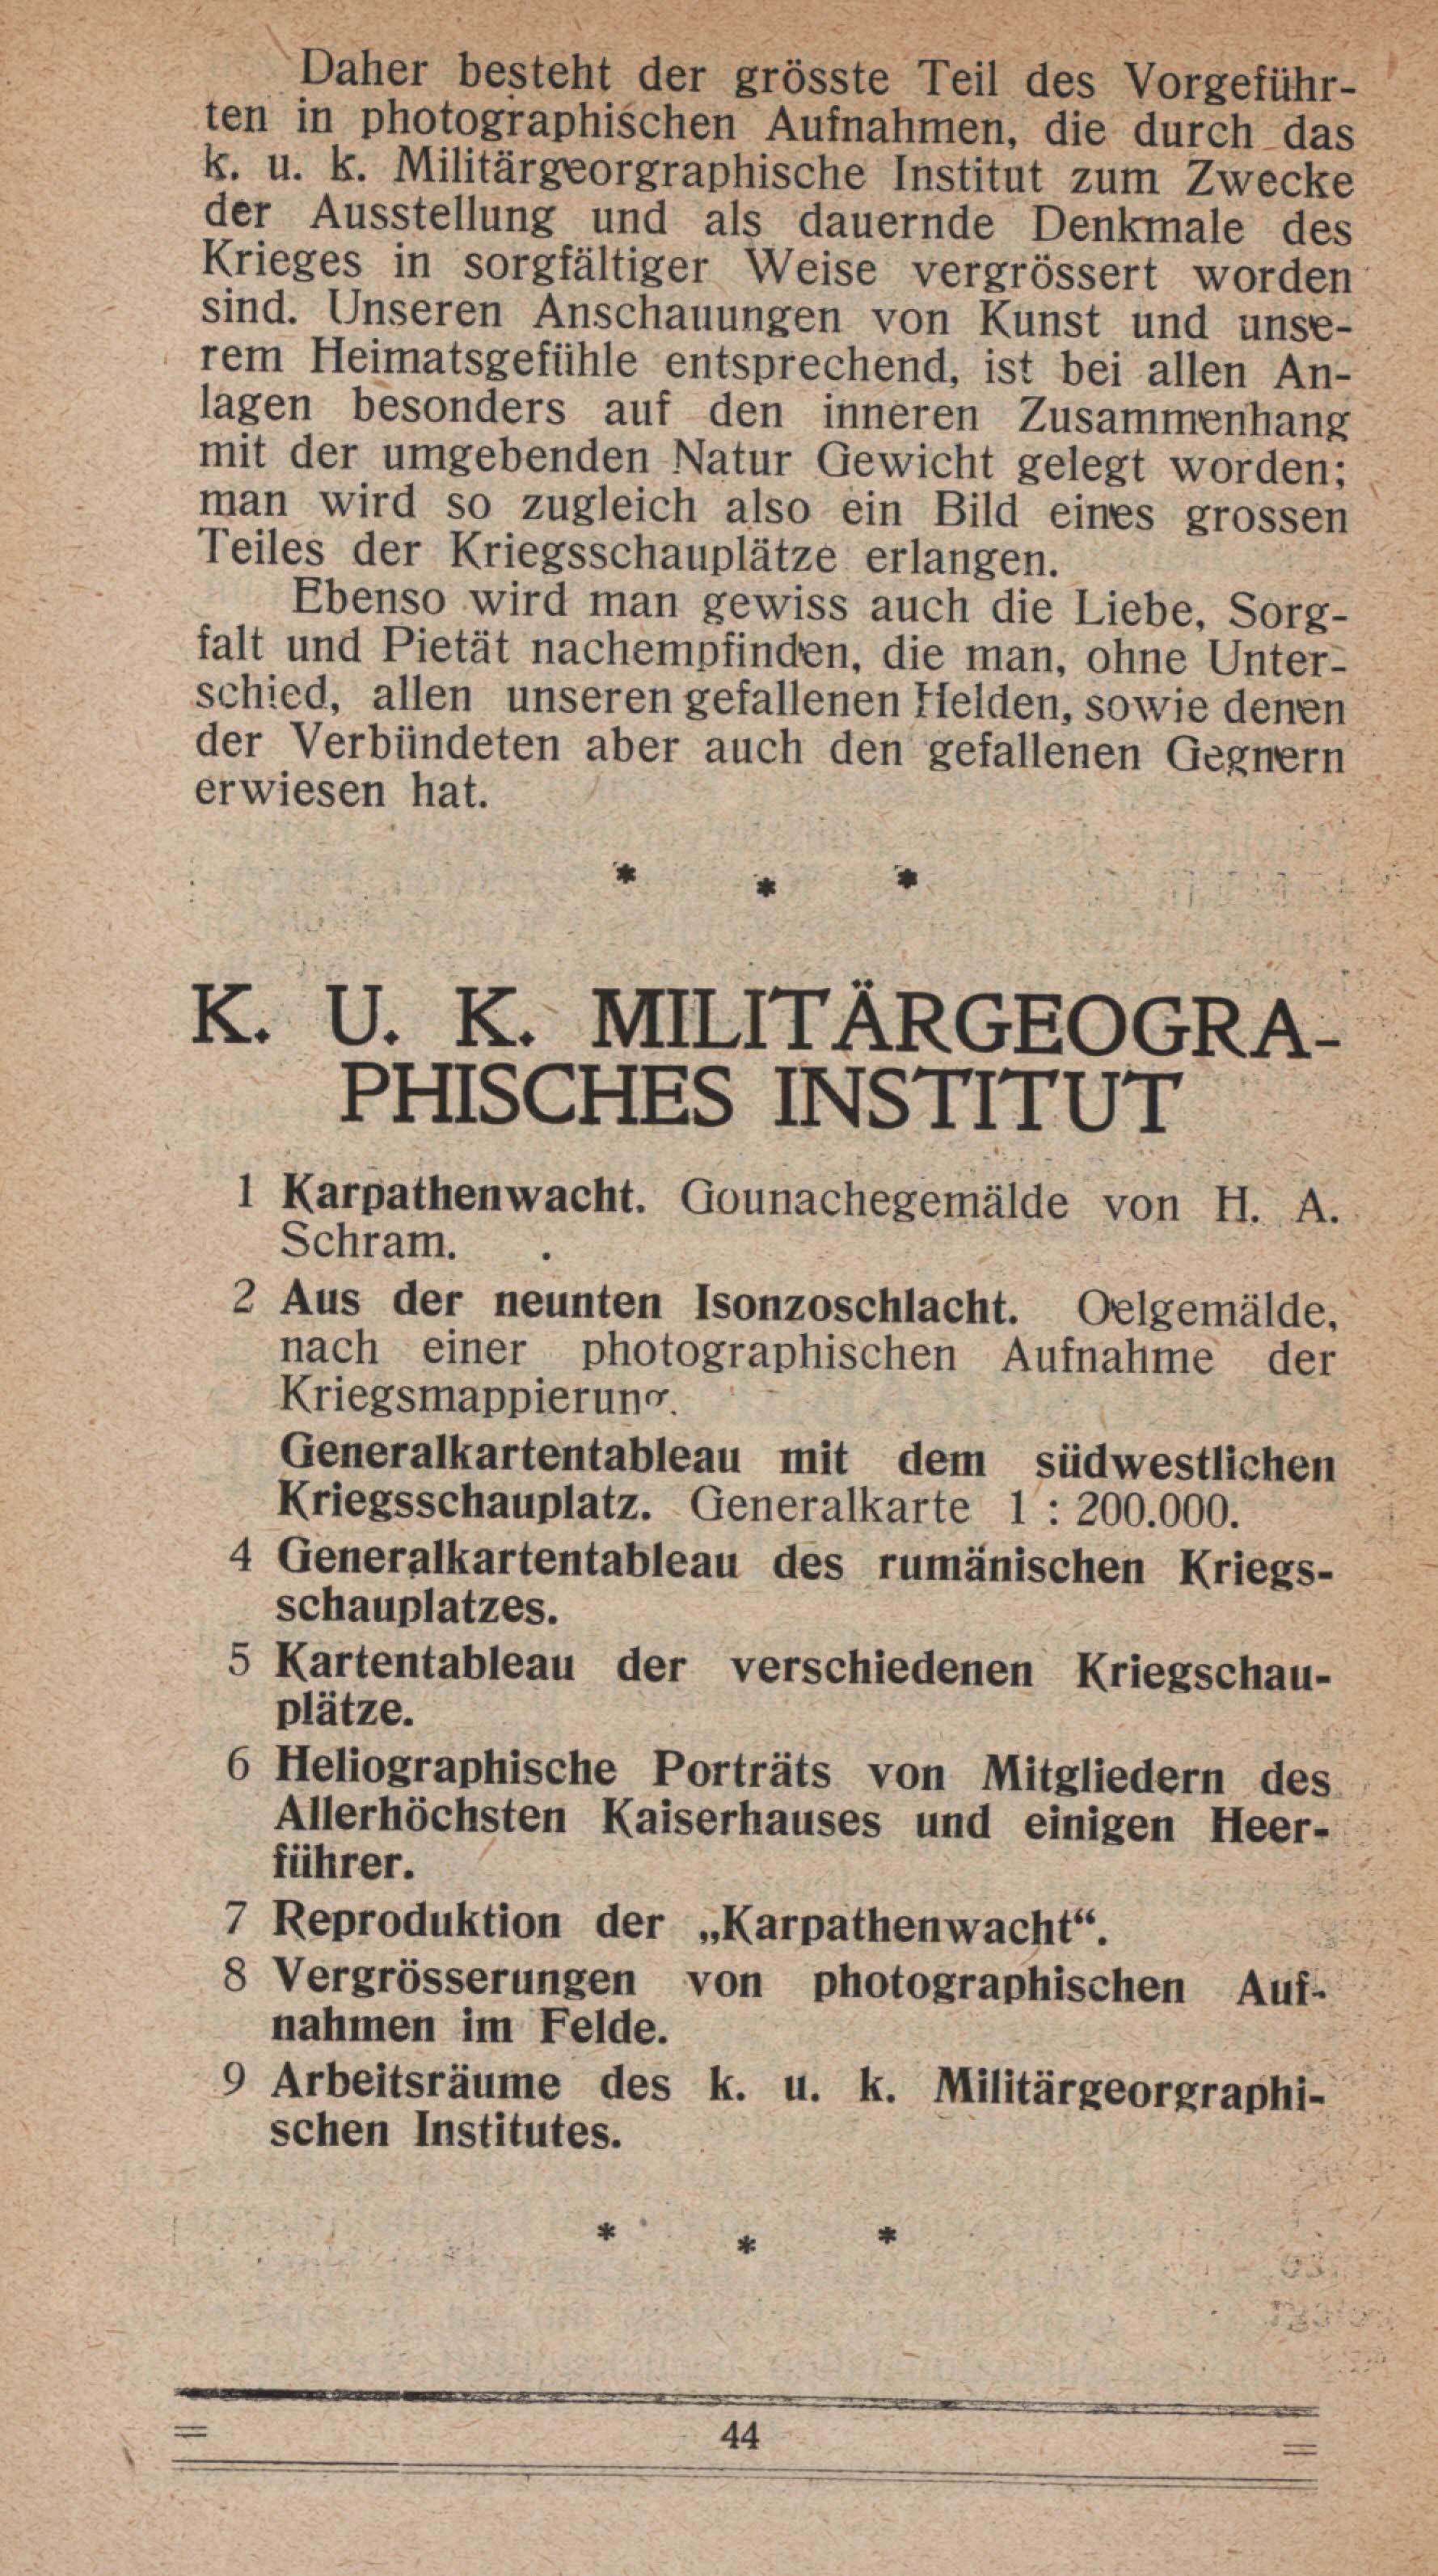 Daher besteht der grösste Teil des Vorgeführ-
ten in photographischen Aufnahmen, die durch das
k. u. k. Militärgeorgraphische Institut zum Zwecke
der Ausstellung und als dauernde Denkmale des
Krieges in sorgfältiger Weise vergrössert worden
sind. Unseren Anschauungen von Kunst und unse-
rem Heimatsgefühle entsprechend, ist bei allen An-
lagen besonders auf den inneren Zusammenhang
mit der umgebenden Natur Gewicht gelegt worden;
man wird so zugleich also ein Bild eines grossen
Teiles der Kriegsschauplätze erlangen.
Ebenso wird man gewiss auch die Liebe, Sorg-
falt und Pietät nachempfinden, die man, ohne Unter-
schied, allen unseren gefallenen Helden, sowie denen
der Verbündeten aber auch den gefallenen Gegnern
erwiesen hat.
* * *
K. U. K. MILITÄRGEOGRA-
PHISCHES INSTITUT
1 Karpathenwacht. Gounachegemälde von H. A.
Schram.
2 Aus der neunten Isonzoschlacht. Oelgemälde,
nach einer photographischen Aufnahme der
Kriegsmappierung.
Generalkartentableau mit dem südwestlichen
Kriegsschauplatz. Generalkarte 1 : 200.000.
4 Generalkartentableau des rumänischen Kriegs-
schauplatzes.
5 Kartentableau der verschiedenen Kriegschau-
plätze.
6 Heliographische Porträts von Mitgliedern des
Allerhöchsten Kaiserhauses und einigen Heer-
führer.
7 Reproduktion der „Karpathenwacht“.
8 Vergrösserungen von photographischen Auf-
nahmen im Felde.
9 Arbeitsräume des k. u. k. Militärgeorgraphi-
schen Institutes.
* * *
= 44 =